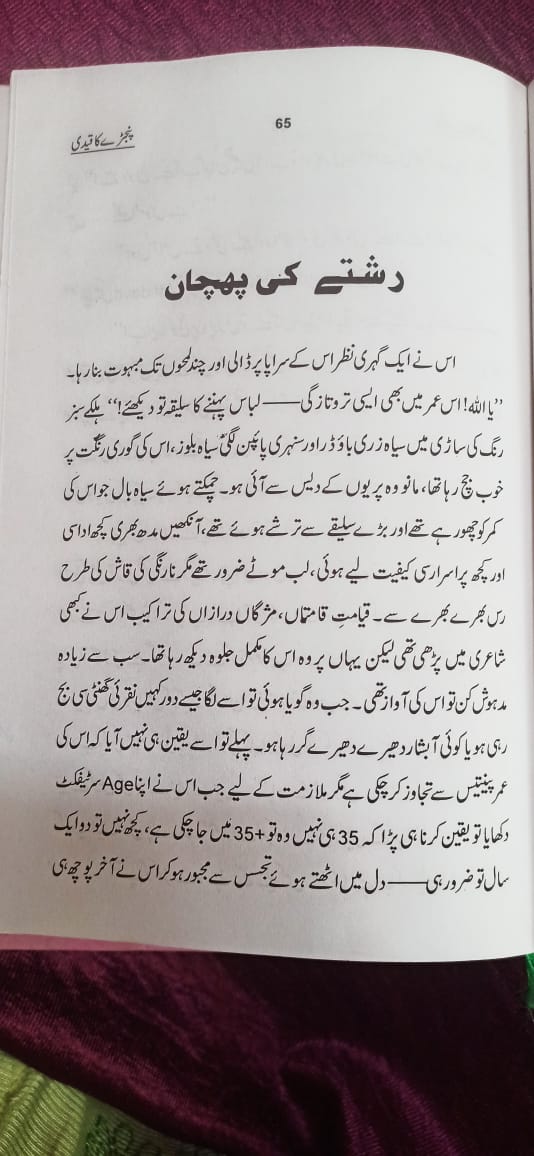 65
پنجرے کا قیدی
رشتے کی پہچان
اس نے ایک گہری نظر اس کے سراپا پر ڈالی اور چند لمحوں تک مبہوت بنا رہا۔
”یا اللہ! اس عمر میں بھی ایسی تر و تازگی —— لباس پہننے کا سلیقہ تو دیکھئے!“ ہلکے سبز
رنگ کی ساڑی میں سیاہ زری باؤڈر اور سنہری پائپن لگی سیاہ بلوز، اس کی گوری رنگت پر
خوب جچ رہا تھا، مانو وہ پریوں کے دیس سے آئی ہو۔ چمکتے ہوئے سیاہ بال جو اس کی
کمر کو چھو رہے تھے اور بڑے سلیقے سے ترشے ہوئے تھے، آنکھیں مدھ بھری کچھ اداسی
اور کچھ پر اسرار سی کیفیت لیے ہوئی، لب موٹے ضرور تھے مگر نارنگی کی قاش کی طرح
رس بھرے بھرے سے۔ قیامتِ قامتاں، مژگاں درازاں کی تراکیب اس نے کبھی
شاعری میں پڑھی تھی لیکن یہاں پر وہ اس کا مکمل جلوہ دیکھ رہا تھا۔ سب سے زیادہ
مدہوش کن تو اس کی آواز تھی۔ جب وہ گویا ہوئی تو اسے لگا جیسے دور کہیں نقرئی گھنٹی سی بج
رہی ہو یا کوئی آبشار دھیرے دھیرے گر رہا ہو۔ پہلے تو اسے یقین ہی نہیں آیا کہ اس کی
عمر پینتیس سے تجاوز کر چکی ہے مگر ملازمت کے لیے جب اس نے اپنا Age سرٹیفکٹ
دکھایا تو یقین کرنا ہی پڑا کہ 35 ہی نہیں وہ تو +35 میں جا چکی ہے، کچھ نہیں تو دو ایک
سال تو ضرور ہی —— دل میں اٹھتے ہوئے تجسس سے مجبور ہو کر اس نے آخر پوچھ ہی